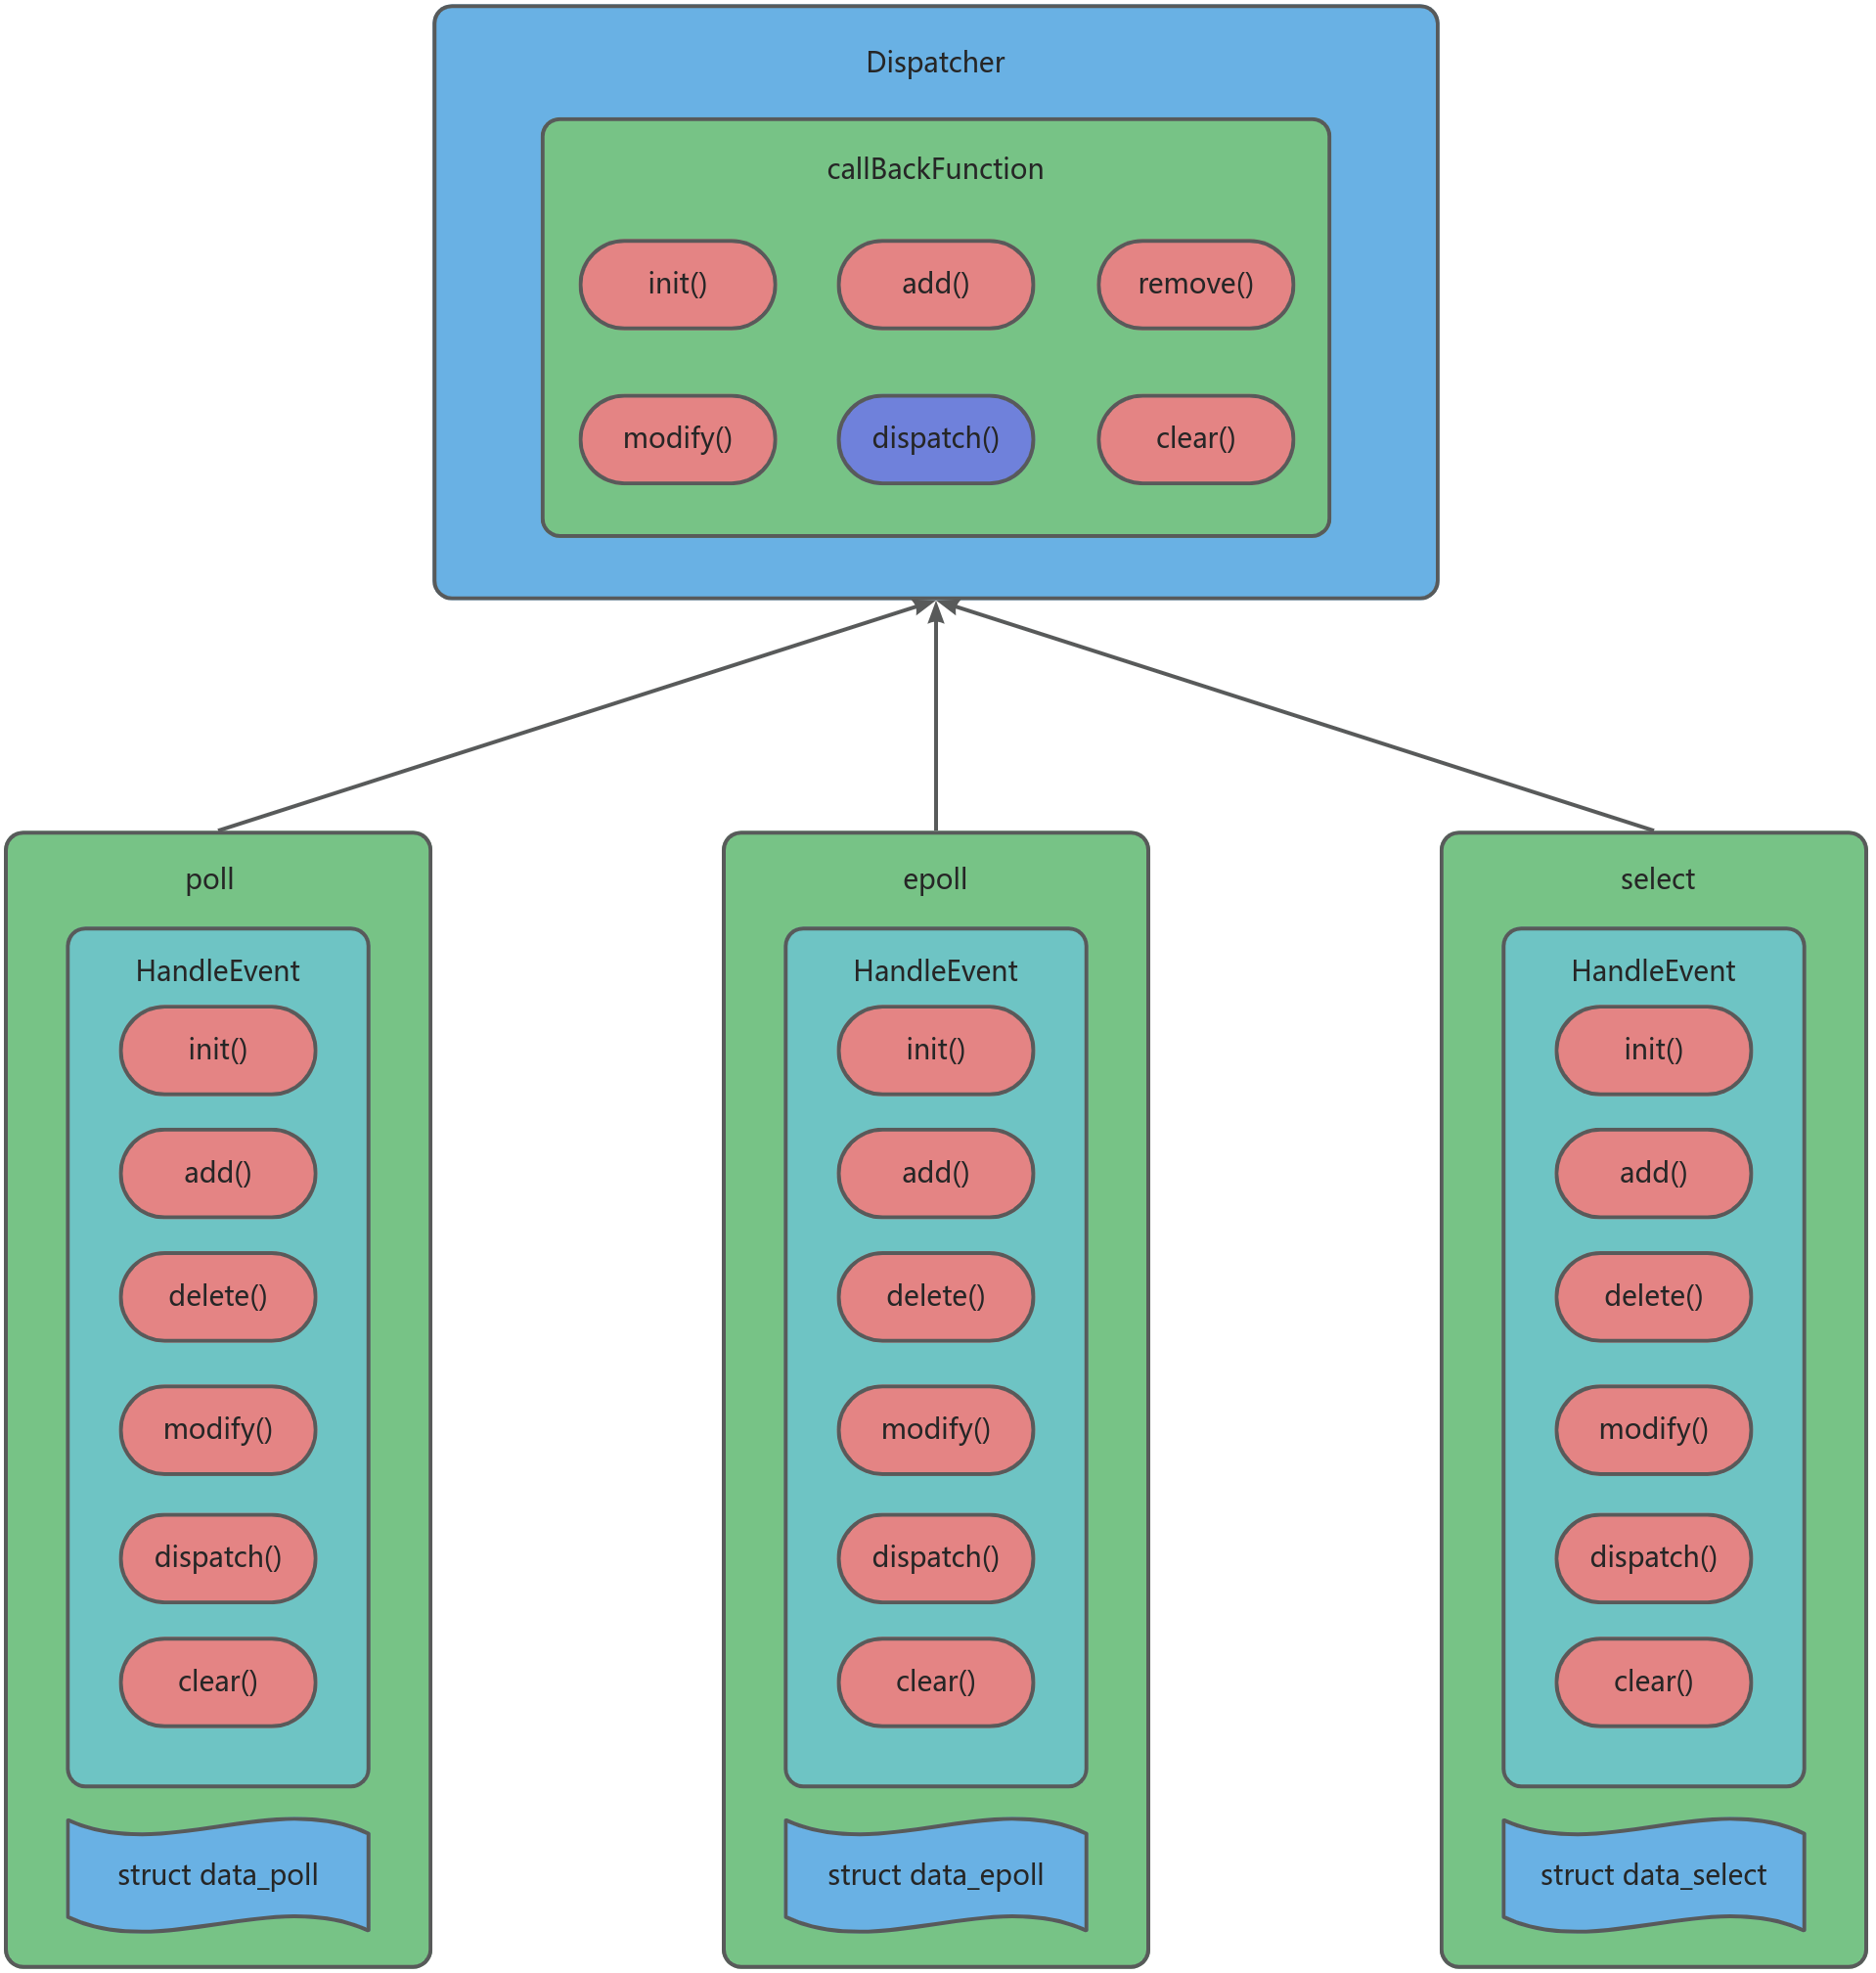 Dispatcher
callBackFunction
init()
add()
remove()
modify()
dispatch()
clear()
poll
HandleEvent
init()
add()
delete()
modify()
dispatch()
clear()
struct data_poll
epoll
HandleEvent
init()
add()
delete()
modify()
dispatch()
clear()
struct data_epoll
select
HandleEvent
init()
add()
delete()
modify()
dispatch()
clear()
struct data_select